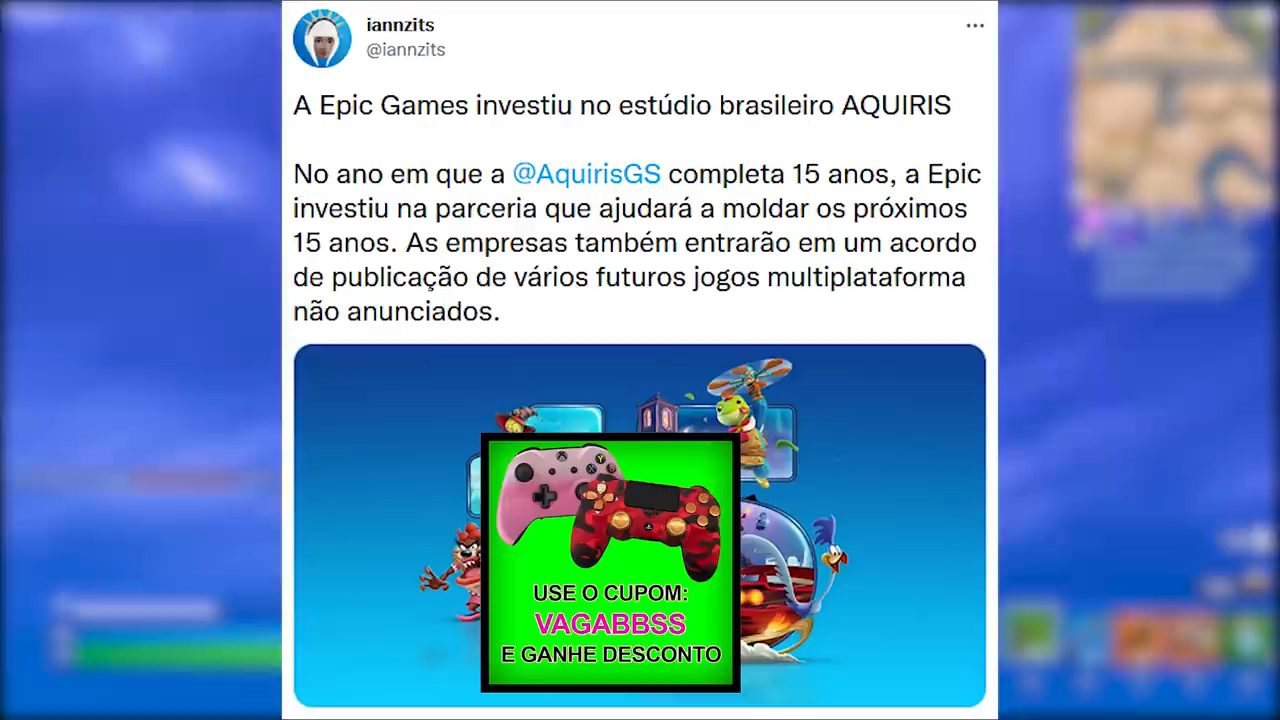 iannzits
@iannzits
A Epic Games investiu no estúdio brasileiro AQUIRIS
No ano em que a @AquirisGS completa 15 anos, a Epic
investiu na parceria que ajudará a moldar os próximos
15 anos. As empresas também entrarão em um acordo
de publicação de vários futuros jogos multiplataforma
não anunciados.
USE O CUPOM:
VAGABBSS
E GANHE DESCONTO